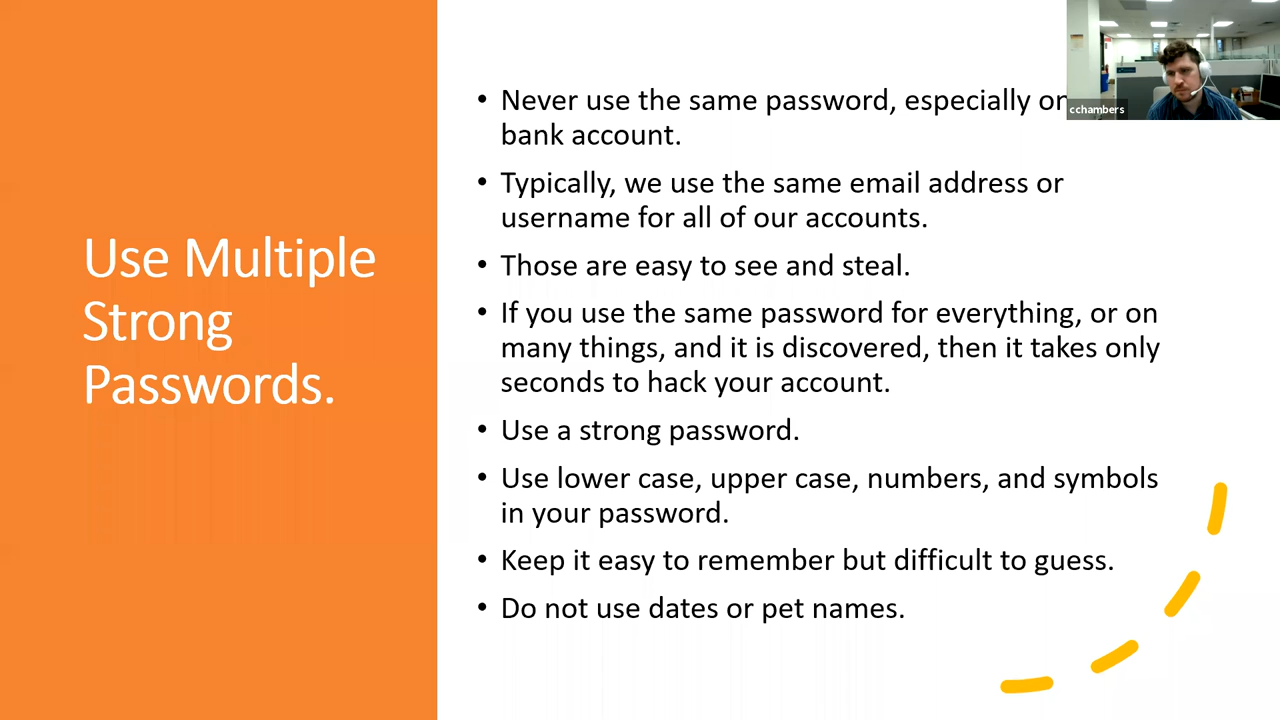 Use Multiple
Strong
Passwords.
• Never use the same password, especially on
bank account.
• Typically, we use the same email address or
username for all of our accounts.
• Those are easy to see and steal.
• If you use the same password for everything, or on
many things, and it is discovered, then it takes only
seconds to hack your account.
• Use a strong password.
• Use lower case, upper case, numbers, and symbols
in your password.
• Keep it easy to remember but difficult to guess.
• Do not use dates or pet names.
cchambers